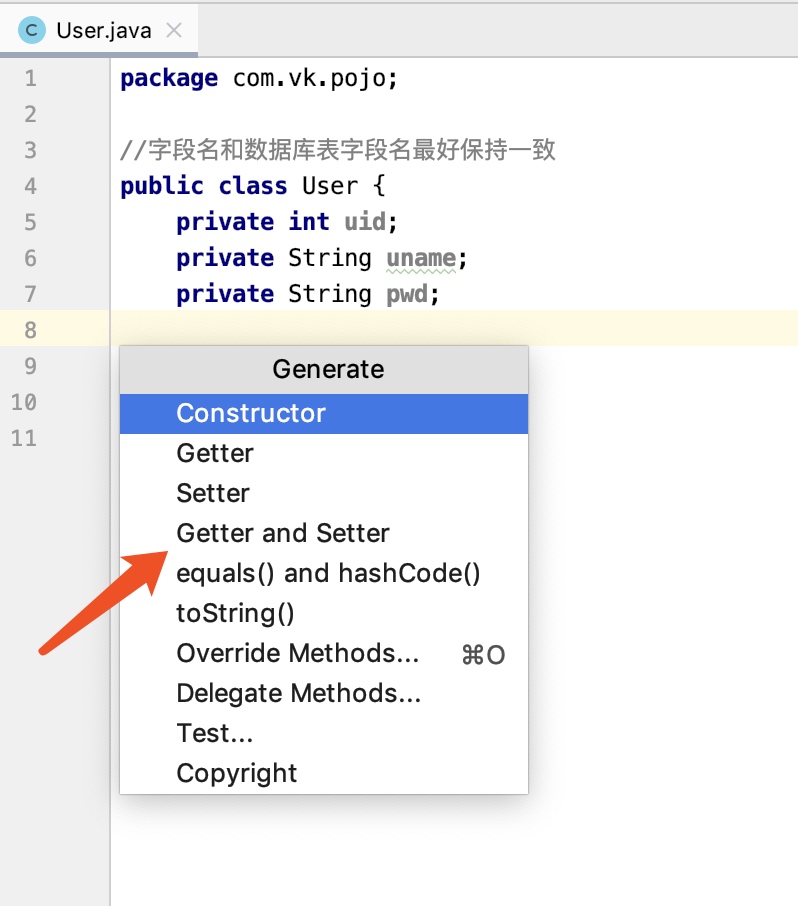 C User.java
1 package com.vk.pojo;
2
3 //字段名和数据库表字段名最好保持一致
4 public class User {
5 private int uid;
6 private String uname;
7 private String pwd;
8
9
10
11
Generate
Constructor
Getter
Setter
Getter and Setter
equals() and hashCode()
toString()
Override Methods... ⌘O
Delegate Methods...
Test...
Copyright